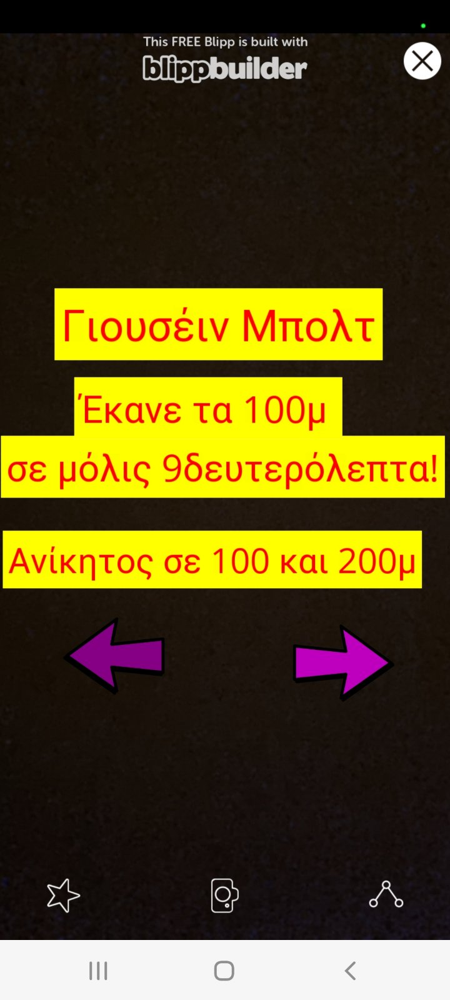 This FREE Blipp is built with
blippbuilder
Γιουσέιν Μπολτ
Έκανε τα 100μ
σε μόλις 9δευτερόλεπτα!
Ανίκητος σε 100 και 200μ